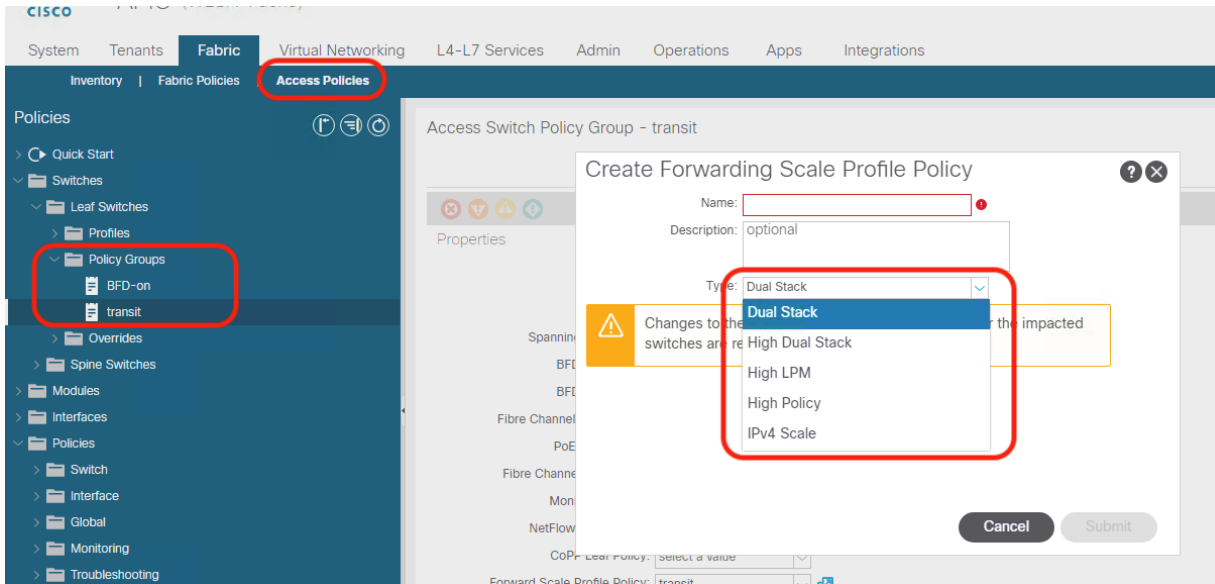 CISCO
System Tenants Fabric Virtual Networking L4-L7 Services Admin Operations Apps Integrations
Inventory | Fabric Policies | Access Policies
Policies
Quick Start
Switches
Leaf Switches
Profiles
Policy Groups
BFD-on
transit
Overrides
Spine Switches
Modules
Interfaces
Policies
Switch
Interface
Global
Monitoring
Troubleshooting
Access Switch Policy Group - transit
Properties
Spanning
BFD
BFD
Fibre Channel
PoE
Fibre Channe
Moni
NetFlow
CoPP Leaf Policy: select a value
Forward Scale Profile Policy: transit
Create Forwarding Scale Profile Policy
Name:
Description: optional
Type: Dual Stack
Dual Stack
High Dual Stack
High LPM
High Policy
IPv4 Scale
Changes to the the impacted
switches are re
Cancel Submit